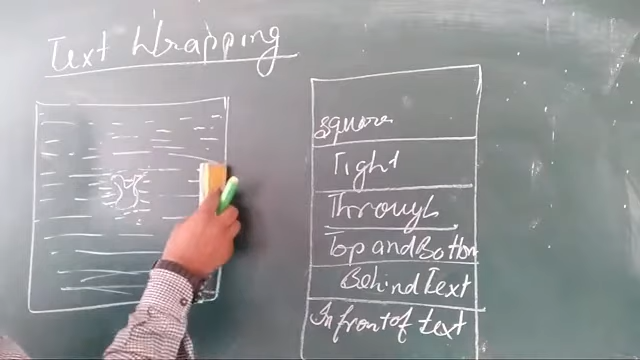 Text Wrapping
Square
Tight
Through
Top and Bottom
Behind Text
In front of text